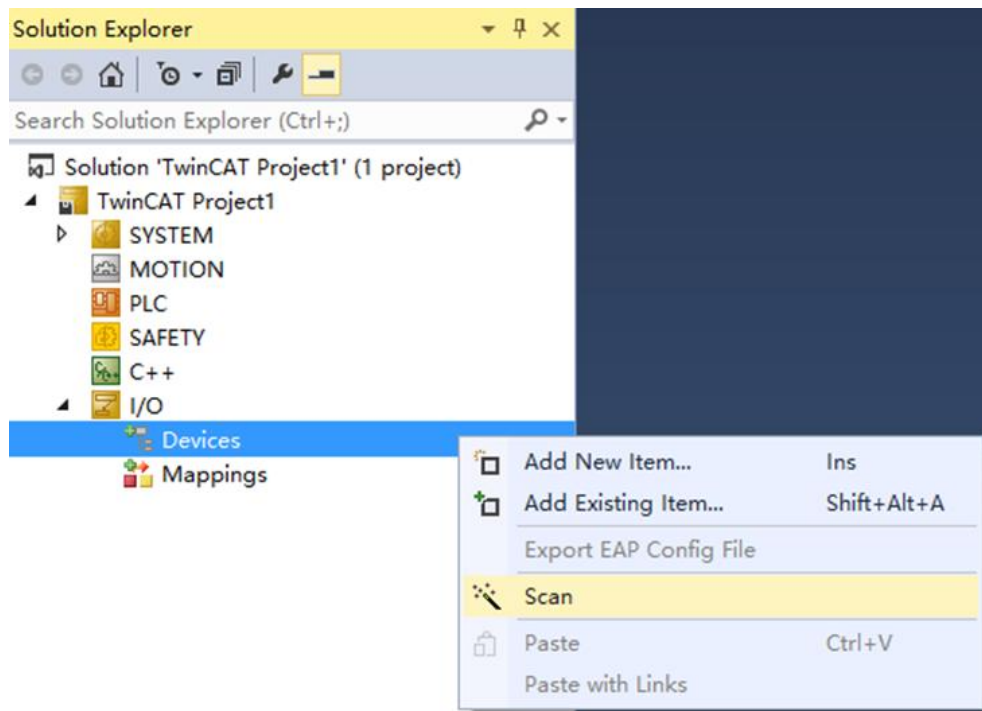 Solution Explorer
Search Solution Explorer (Ctrl+;)
Solution 'TwinCAT Project1' (1 project)
TwinCAT Project1
SYSTEM
MOTION
PLC
SAFETY
C++
I/O
Devices
Mappings
Add New Item... Ins
Add Existing Item... Shift+Alt+A
Export EAP Config File
Scan
Paste Ctrl+V
Paste with Links